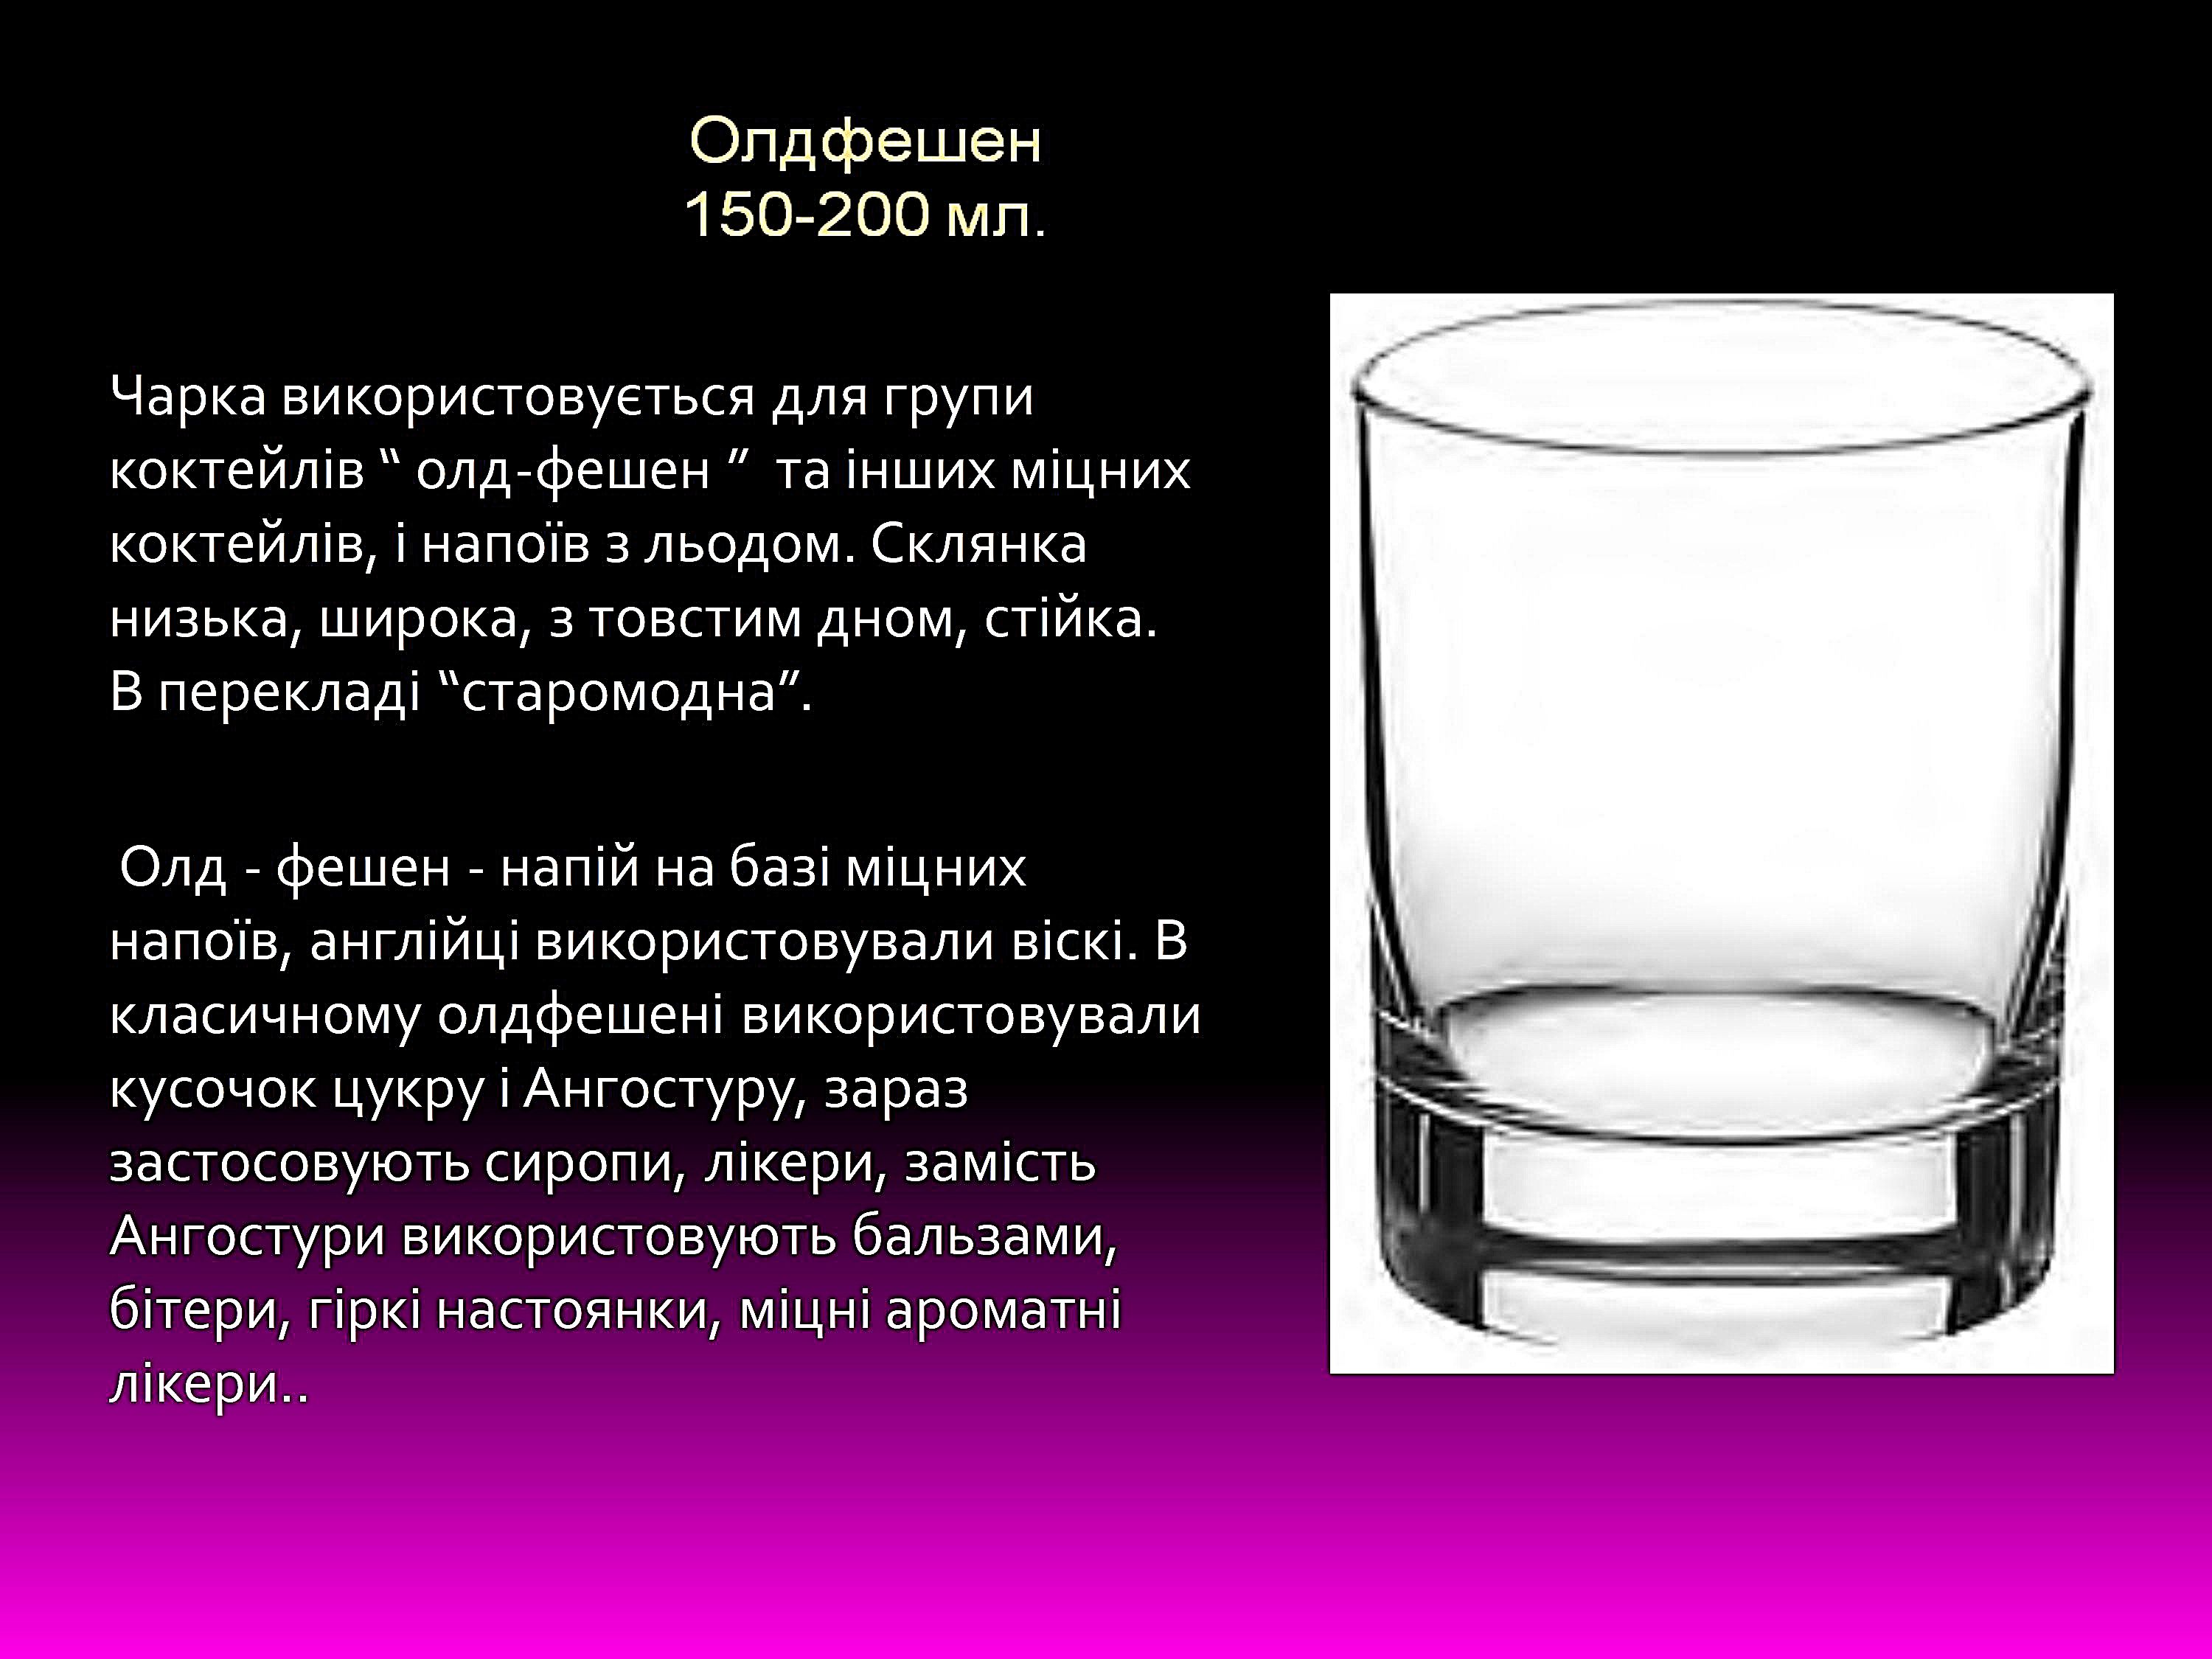 Олдфешен
150-200 мл.
Чарка використовується для групи
коктейлів “ олд-фешен ” та інших міцних
коктейлів, і напоїв з льодом. Склянка
низька, широка, з товстим дном, стійка.
В перекладі “старомодна”.
Олд - фешен - напій на базі міцних
напоїв, англійці використовували віскі. В
класичному олдфешені використовували
кусочок цукру і Ангостуру, зараз
застосовують сиропи, лікери, замість
Ангостури використовують бальзами,
бітери, гіркі настоянки, міцні ароматні
лікери..